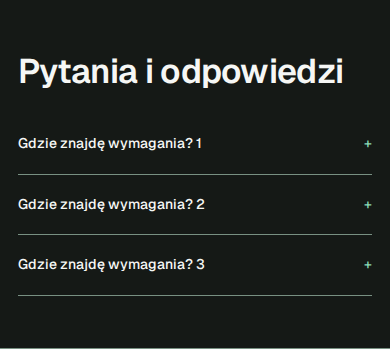 Pytania i odpowiedzi
Gdzie znajdę wymagania? 1 +
Gdzie znajdę wymagania? 2 +
Gdzie znajdę wymagania? 3 +